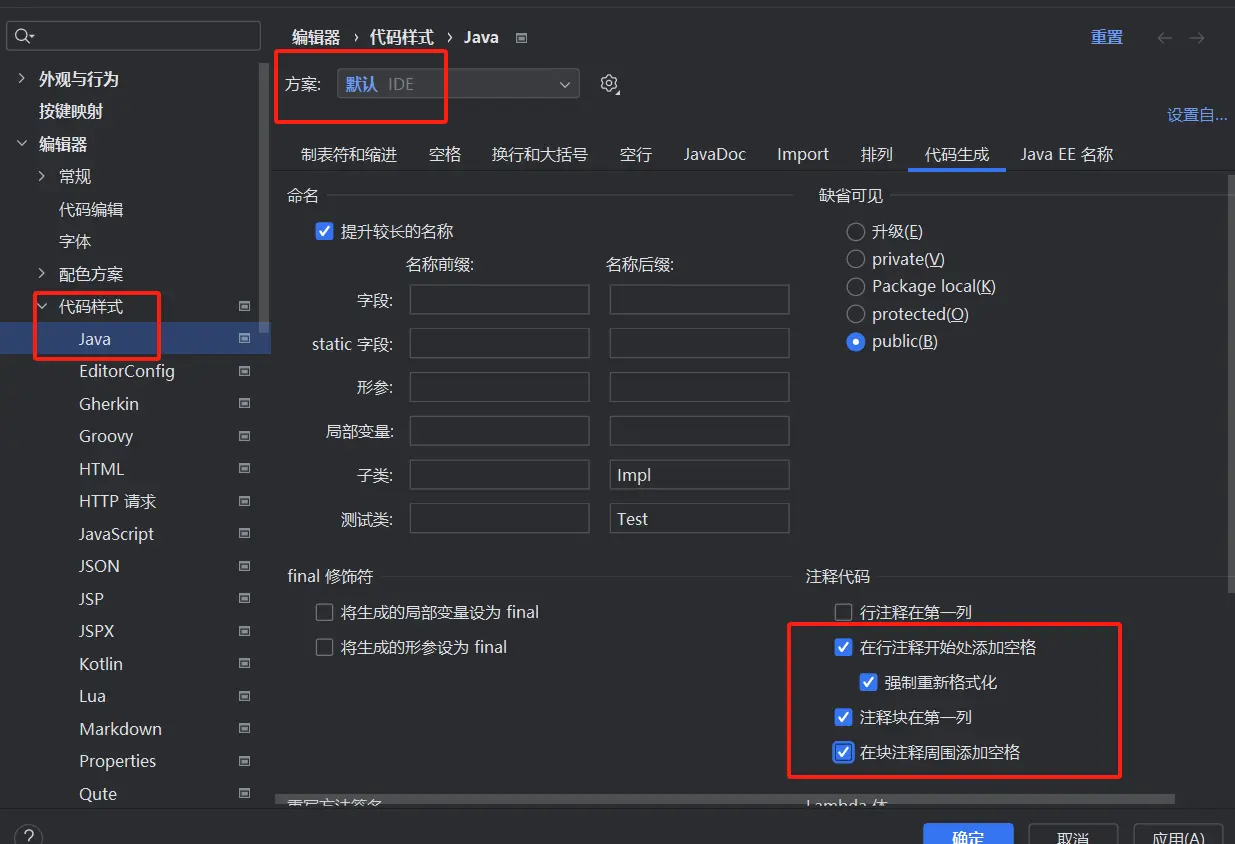 外观与行为
按键映射
编辑器
常规
代码编辑
字体
配色方案
代码样式
Java
EditorConfig
Gherkin
Groovy
HTML
HTTP 请求
JavaScript
JSON
JSP
JSPX
Kotlin
Lua
Markdown
Properties
Qute
?
编辑器 › 代码样式 › Java
重置
方案: 默认 IDE
设置自...
制表符和缩进 空格 换行和大括号 空行 JavaDoc Import 排列 代码生成 Java EE 名称
命名
提升较长的名称
名称前缀: 名称后缀:
字段:
static 字段:
形参:
局部变量:
子类: Impl
测试类: Test
缺省可见
升级(E)
private(V)
Package local(K)
protected(O)
public(B)
final 修饰符
将生成的局部变量设为 final
将生成的形参设为 final
注释代码
行注释在第一列
在行注释开始处添加空格
强制重新格式化
注释块在第一列
在块注释周围添加空格
重写方法签名
Lambda 体
确定 取消 应用(A)